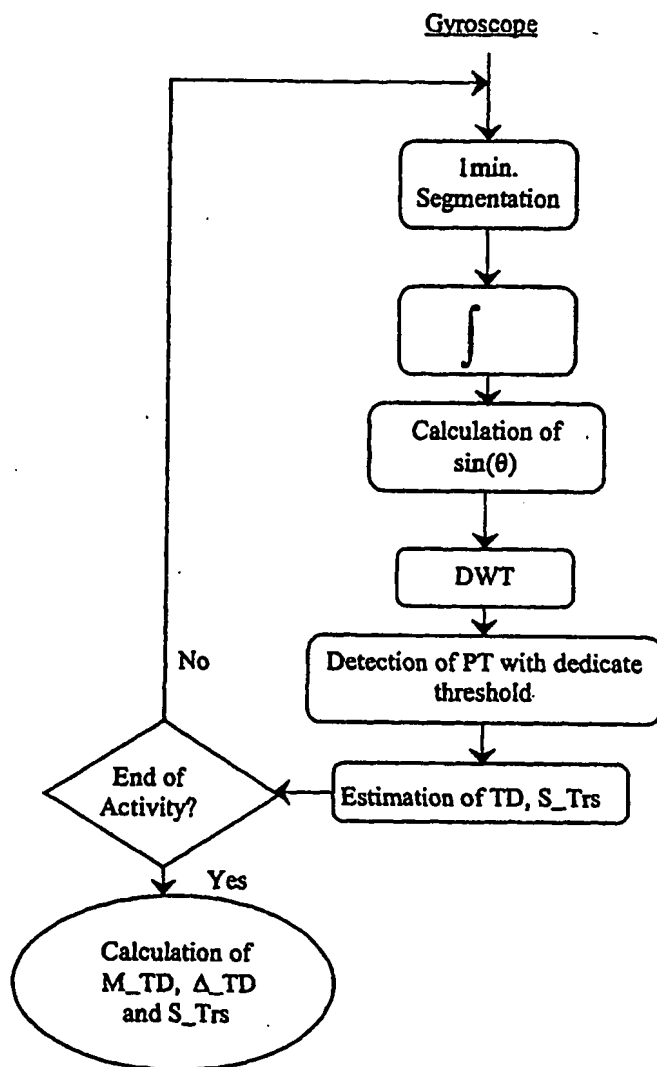 Gyroscope
1min.
Segmentation
∫
Calculation of
sin(θ)
DWT
Detection of PT with dedicate
threshold
Estimation of TD, S_Trs
End of
Activity?
No
Yes
Calculation of
M_TD, Δ_TD
and S_Trs